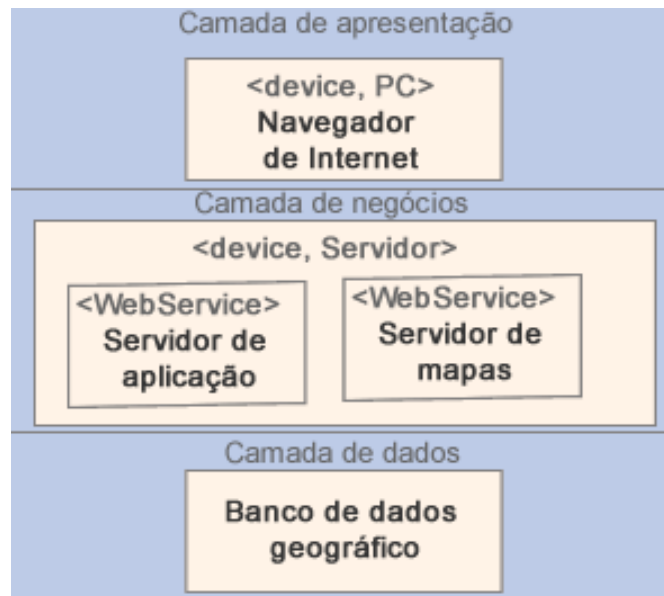 Camada de apresentação
<device, PC>
Navegador
de Internet
Camada de negócios
<device, Servidor>
<WebService>
Servidor de
aplicação
<WebService>
Servidor de
mapas
Camada de dados
Banco de dados
geográfico